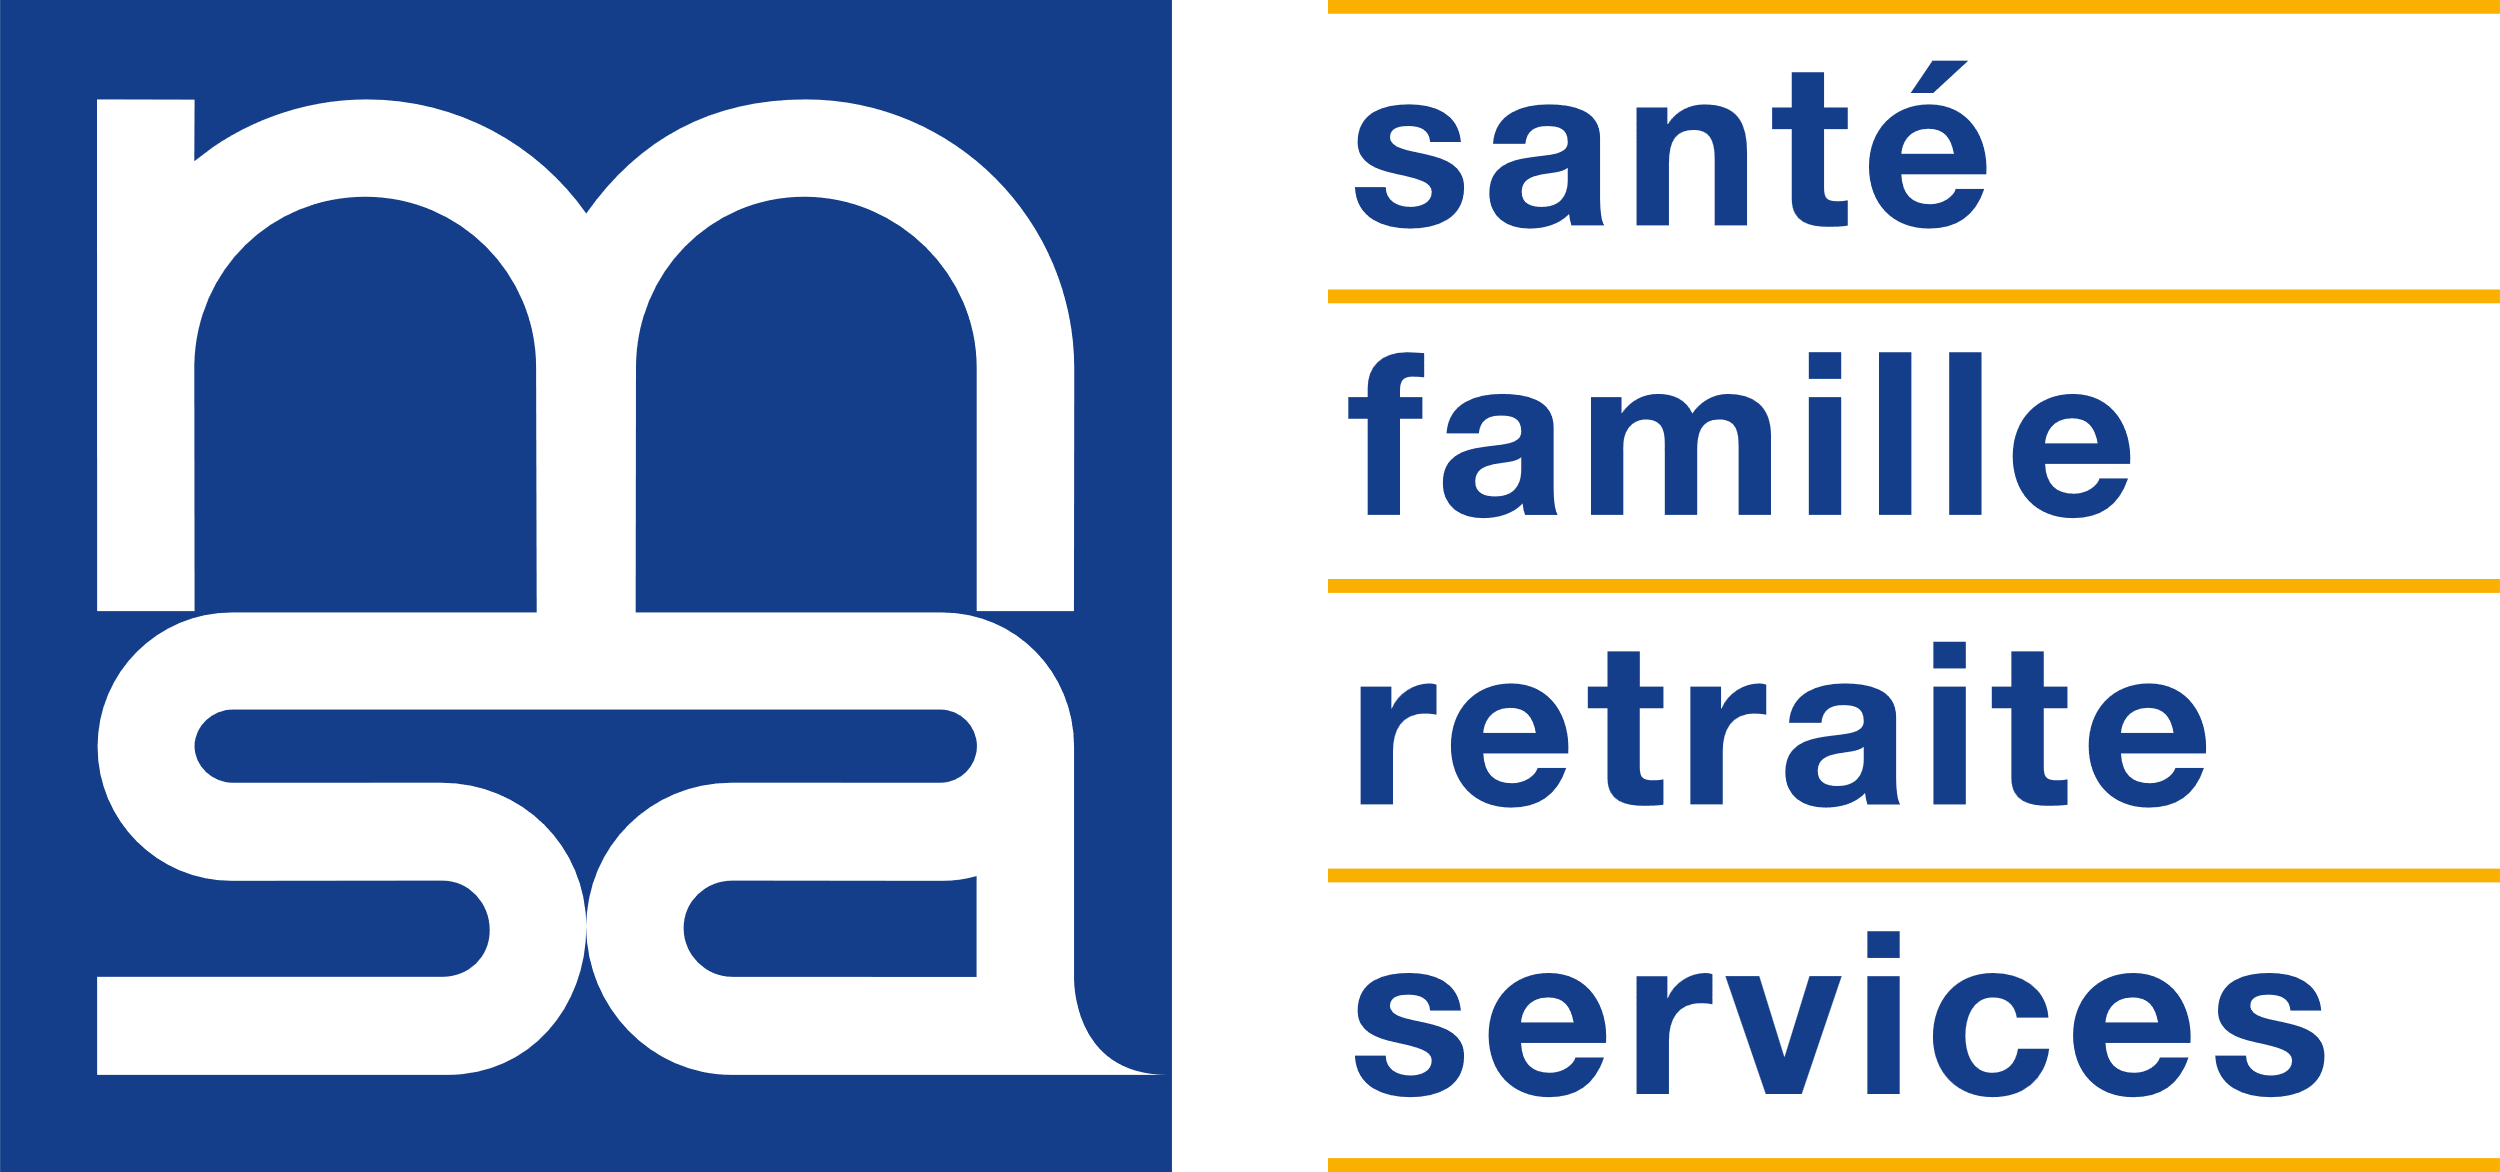 msa
santé
famille
retraite
services